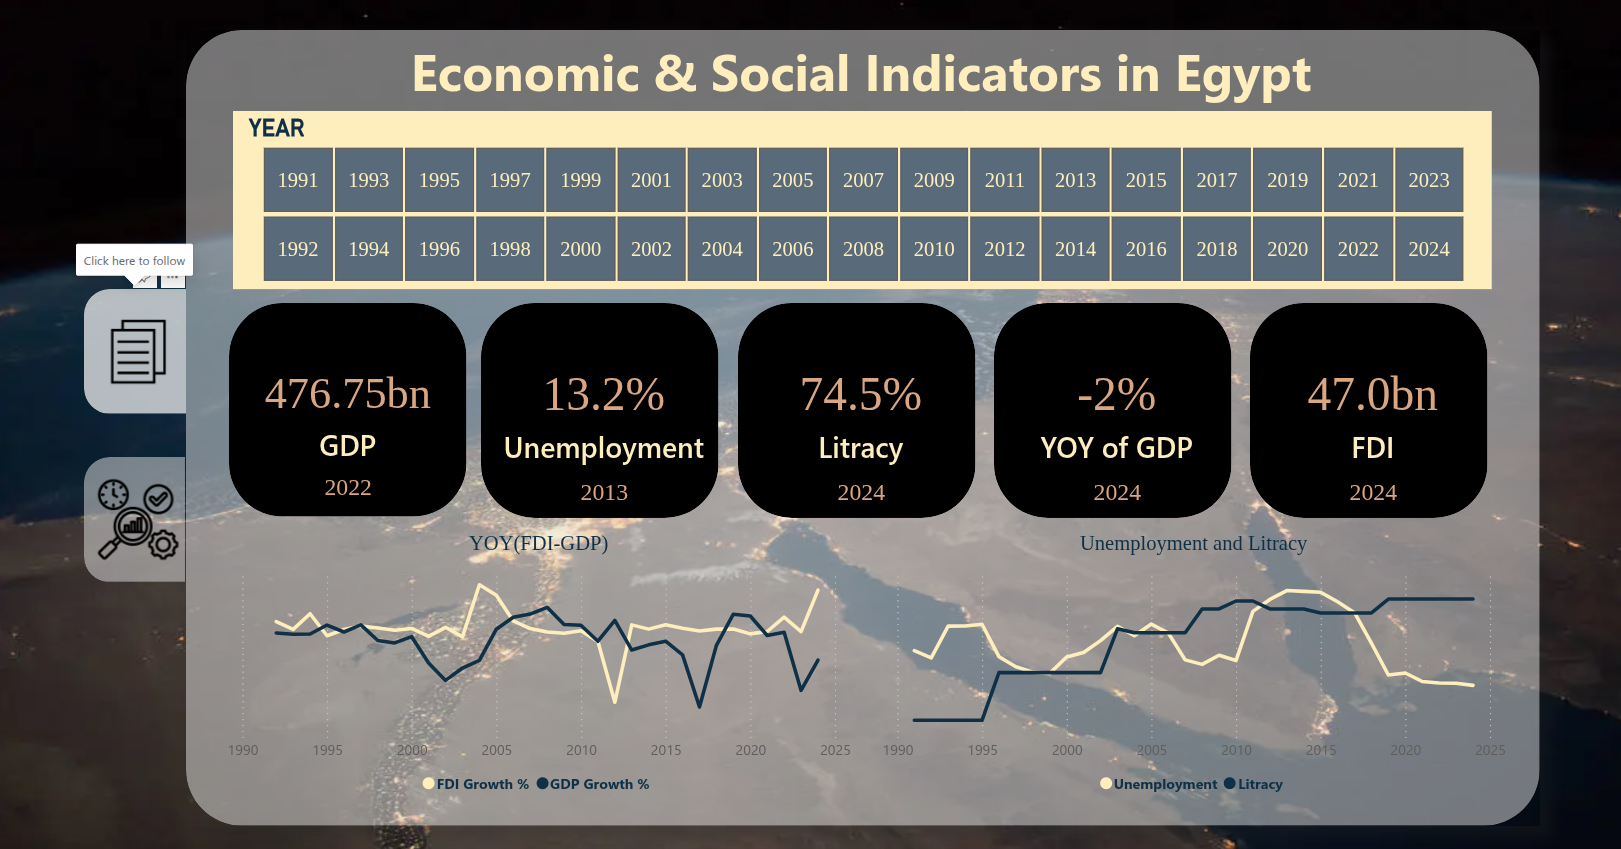 Economic & Social Indicators in Egypt
YEAR
1991 1993 1995 1997 1999 2001 2003 2005 2007 2009 2011 2013 2015 2017 2019 2021 2023
1992 1994 1996 1998 2000 2002 2004 2006 2008 2010 2012 2014 2016 2018 2020 2022 2024
Click here to follow
476.75bn
GDP
2022
13.2%
Unemployment
2013
74.5%
Litracy
2024
-2%
YOY of GDP
2024
47.0bn
FDI
2024
YOY(FDI-GDP)
1990 1995 2000 2005 2010 2015 2020 2025
FDI Growth % GDP Growth %
Unemployment and Litracy
1990 1995 2000 2005 2010 2015 2020 2025
Unemployment Litracy